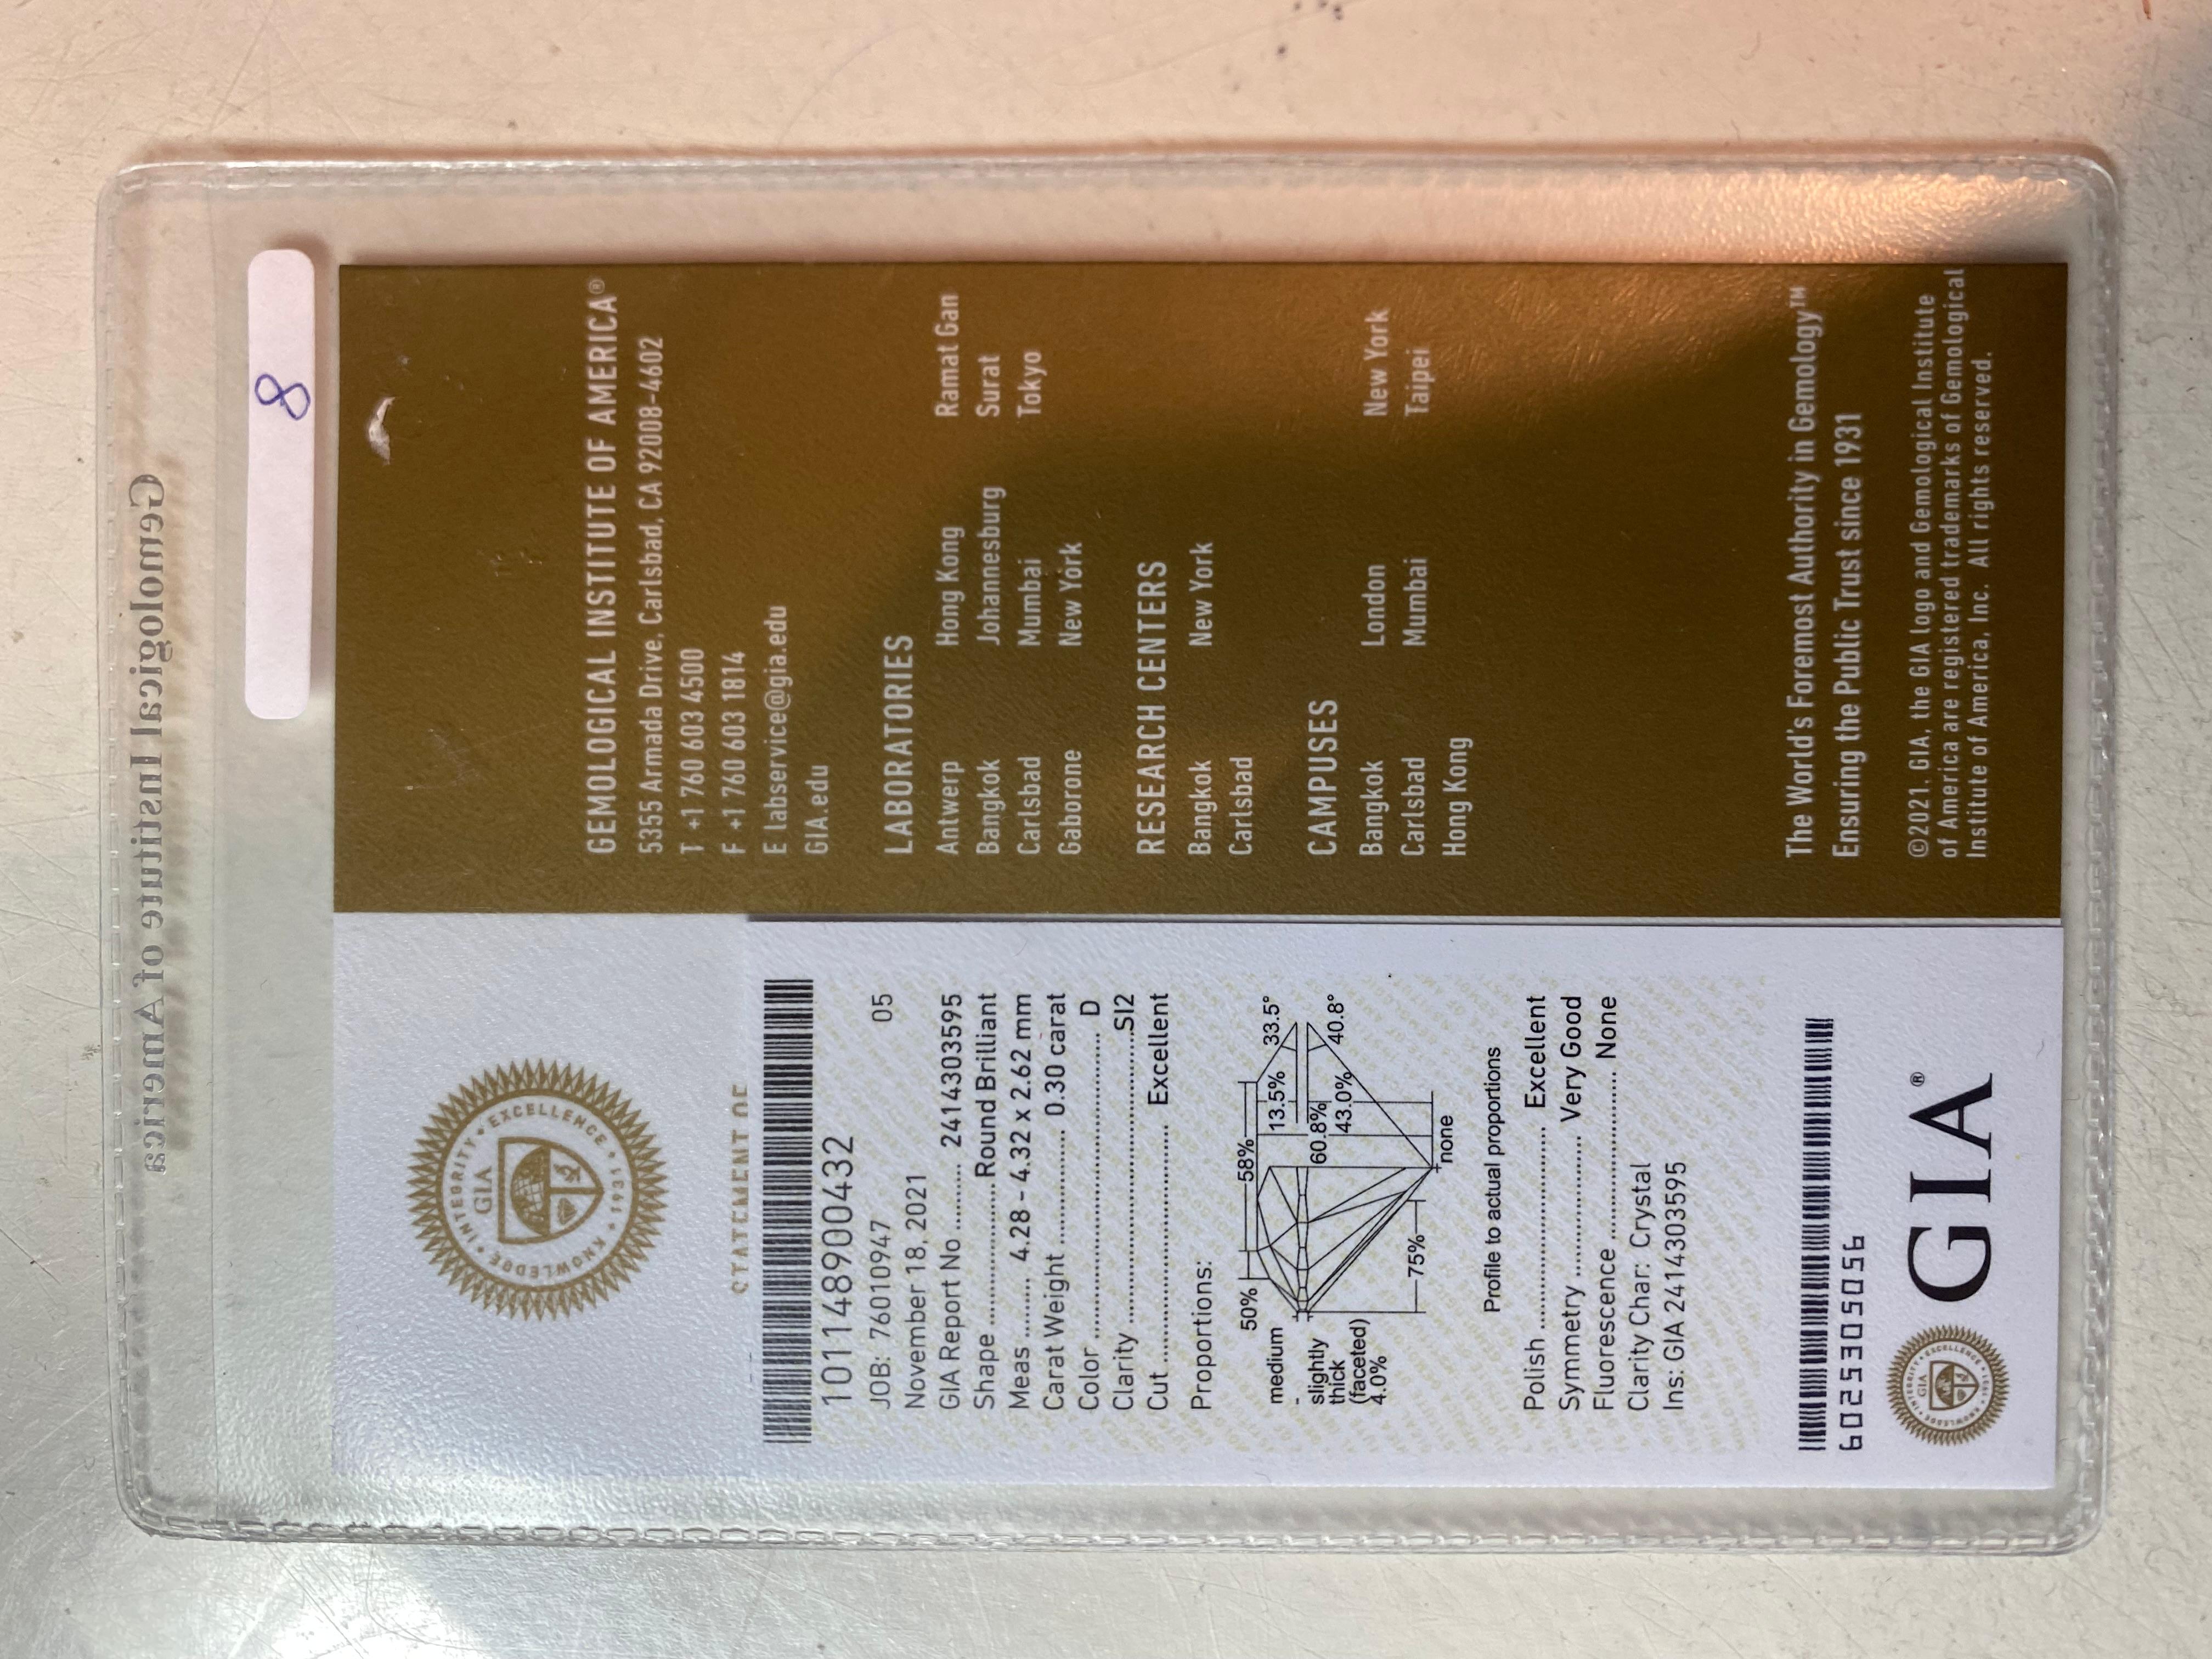 Gemological Institute of America
8
GEMOLOGICAL INSTITUTE OF AMERICA®
5355 Armada Drive, Carlsbad, CA 92008-4602
T +1 760 603 4500
F +1 760 603 1814
E labservice@gia.edu
GIA.edu
LABORATORIES
Antwerp Hong Kong Ramat Gan
Bangkok Johannesburg Surat
Carlsbad Mumbai Tokyo
Gaborone New York
RESEARCH CENTERS
Bangkok New York
Carlsbad
CAMPUSES
Bangkok London New York
Carlsbad Mumbai Taipei
Hong Kong
The World's Foremost Authority in Gemology™
Ensuring the Public Trust since 1931
©2021. GIA, the GIA logo and Gemological Institute
of America are registered trademarks of Gemological
Institute of America, Inc. All rights reserved.
GIA
KNOWLEDGE • INTEGRITY • EXCELLENCE • 1931 •
STATEMENT OF
101148900432
JOB: 76010947 05
November 18, 2021
GIA Report No .......... 2414303595
Shape .................. Round Brilliant
Meas ......... 4.28 - 4.32 x 2.62 mm
Carat Weight .............. 0.30 carat
Color .................................... D
Clarity ................................SI2
Cut ........................... Excellent
Proportions:
50% 58% 13.5% 33.5°
medium
-
slightly
thick
(faceted)
4.0%
60.8% 43.0% 40.8°
75% none
Profile to actual proportions
Polish ......................... Excellent
Symmetry .................. Very Good
Fluorescence .................... None
Clarity Char: Crystal
Ins: GIA 2414303595
6025305056
GIA
KNOWLEDGE • INTEGRITY • EXCELLENCE • 1931 •
GIA®